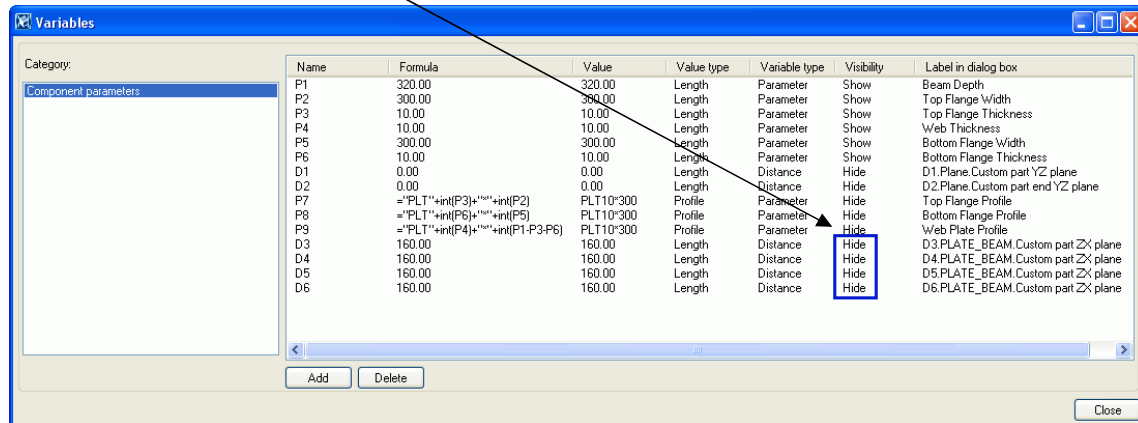 Variables
Category:
Component parameters
Name Formula Value Value type Variable type Visibility Label in dialog box
P1 320.00 320.00 Length Parameter Show Beam Depth
P2 300.00 300.00 Length Parameter Show Top Flange Width
P3 10.00 10.00 Length Parameter Show Top Flange Thickness
P4 10.00 10.00 Length Parameter Show Web Thickness
P5 300.00 300.00 Length Parameter Show Bottom Flange Width
P6 10.00 10.00 Length Parameter Show Bottom Flange Thickness
D1 0.00 0.00 Length Distance Hide D1.Plane.Custom part YZ plane
D2 0.00 0.00 Length Distance Hide D2.Plane.Custom part end YZ plane
P7 ="PLT"+int(P3)+"*"+int(P2) PLT10*300 Profile Parameter Hide Top Flange Profile
P8 ="PLT"+int(P6)+"*"+int(P5) PLT10*300 Profile Parameter Hide Bottom Flange Profile
P9 ="PLT"+int(P4)+"*"+int(P1-P3-P6) PLT10*300 Profile Parameter Hide Web Plate Profile
D3 160.00 160.00 Length Distance Hide D3.PLATE_BEAM.Custom part ZX plane
D4 160.00 160.00 Length Distance Hide D4.PLATE_BEAM.Custom part ZX plane
D5 160.00 160.00 Length Distance Hide D5.PLATE_BEAM.Custom part ZX plane
D6 160.00 160.00 Length Distance Hide D6.PLATE_BEAM.Custom part ZX plane
Add Delete
Close